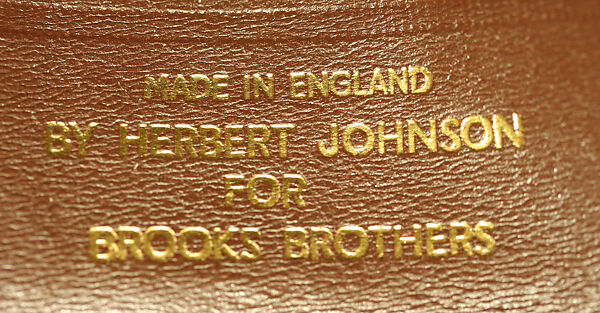 MADE IN ENGLAND
BY HERBERT JOHNSON
FOR
BROOKS BROTHERS